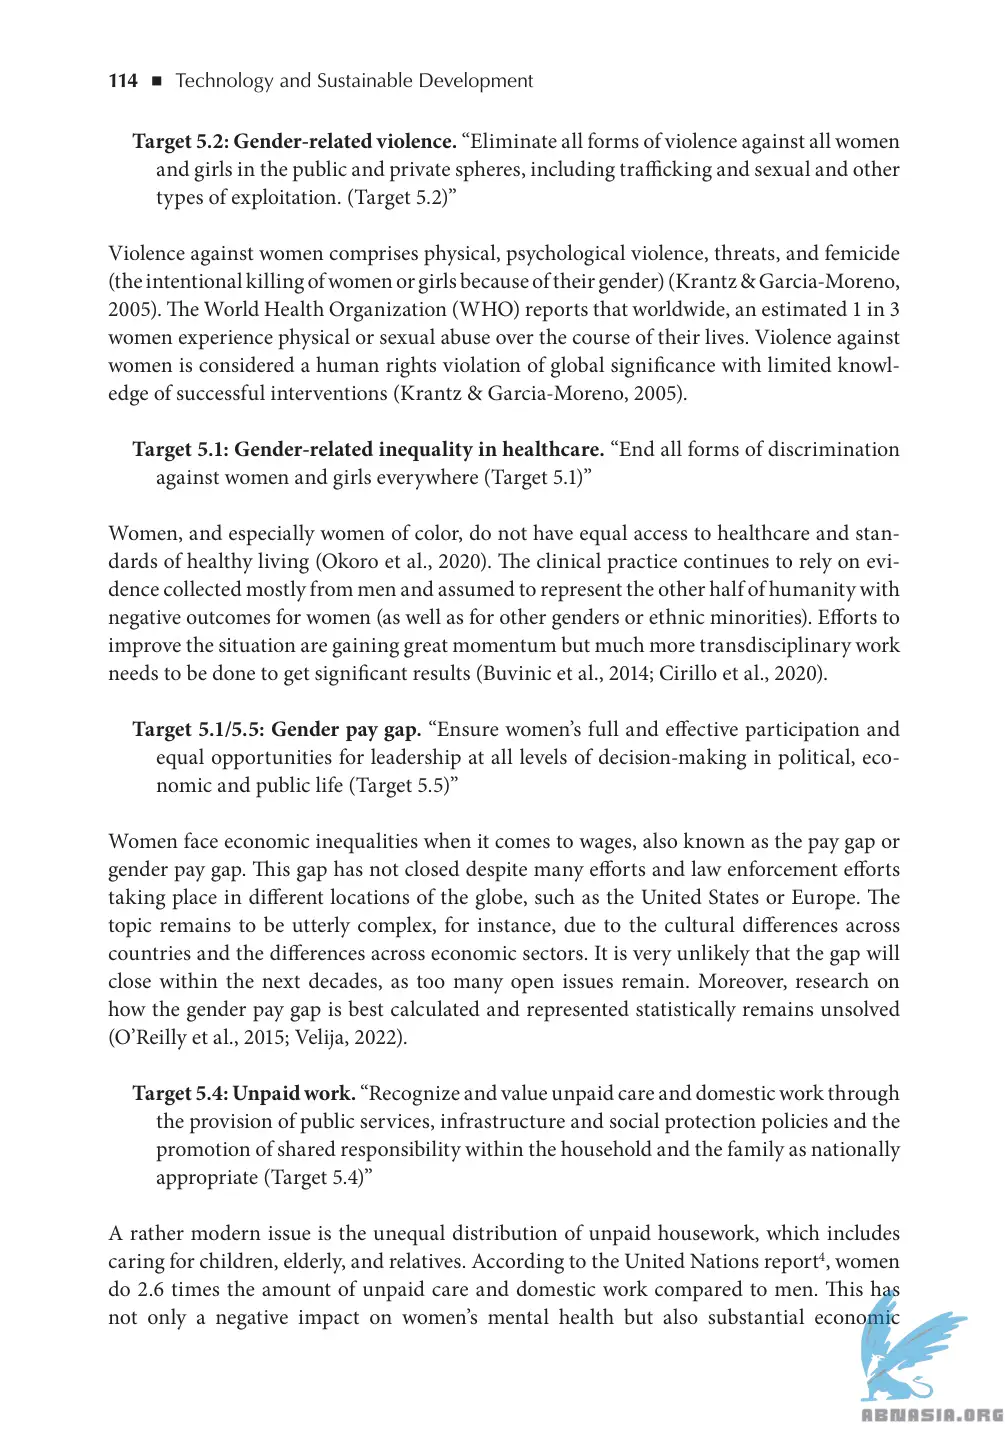 114 ■ Technology and Sustainable Development
Target 5.2: Gender-related violence. “Eliminate all forms of violence against all women
and girls in the public and private spheres, including trafficking and sexual and other
types of exploitation. (Target 5.2)”
Violence against women comprises physical, psychological violence, threats, and femicide
(the intentional killing of women or girls because of their gender) (Krantz & Garcia-Moreno,
2005). The World Health Organization (WHO) reports that worldwide, an estimated 1 in 3
women experience physical or sexual abuse over the course of their lives. Violence against
women is considered a human rights violation of global significance with limited knowl-
edge of successful interventions (Krantz & Garcia-Moreno, 2005).
Target 5.1: Gender-related inequality in healthcare. “End all forms of discrimination
against women and girls everywhere (Target 5.1)”
Women, and especially women of color, do not have equal access to healthcare and stan-
dards of healthy living (Okoro et al., 2020). The clinical practice continues to rely on evi-
dence collected mostly from men and assumed to represent the other half of humanity with
negative outcomes for women (as well as for other genders or ethnic minorities). Efforts to
improve the situation are gaining great momentum but much more transdisciplinary work
needs to be done to get significant results (Buvinic et al., 2014; Cirillo et al., 2020).
Target 5.1/5.5: Gender pay gap. “Ensure women’s full and effective participation and
equal opportunities for leadership at all levels of decision-making in political, eco-
nomic and public life (Target 5.5)”
Women face economic inequalities when it comes to wages, also known as the pay gap or
gender pay gap. This gap has not closed despite many efforts and law enforcement efforts
taking place in different locations of the globe, such as the United States or Europe. The
topic remains to be utterly complex, for instance, due to the cultural differences across
countries and the differences across economic sectors. It is very unlikely that the gap will
close within the next decades, as too many open issues remain. Moreover, research on
how the gender pay gap is best calculated and represented statistically remains unsolved
(O’Reilly et al., 2015; Velija, 2022).
Target 5.4: Unpaid work. “Recognize and value unpaid care and domestic work through
the provision of public services, infrastructure and social protection policies and the
promotion of shared responsibility within the household and the family as nationally
appropriate (Target 5.4)”
A rather modern issue is the unequal distribution of unpaid housework, which includes
caring for children, elderly, and relatives. According to the United Nations report⁴, women
do 2.6 times the amount of unpaid care and domestic work compared to men. This has
not only a negative impact on women’s mental health but also substantial economic
ABNASIA.ORG